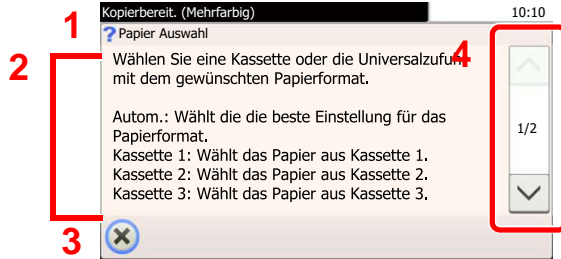 Kopierbereit. (Mehrfarbig) 10:10
1 ? Papier Auswahl
2 4
Wählen Sie eine Kassette oder die
mit dem gewünschten Papierformat.
Autom.: Wählt die die beste Einstellung für das
Papierformat.
1/2
Kassette 1: Wählt das Papier aus Kassette 1.
Kassette 2: Wählt das Papier aus Kassette 2.
Kassette 3: Wählt das Papier aus Kassette 3.
3